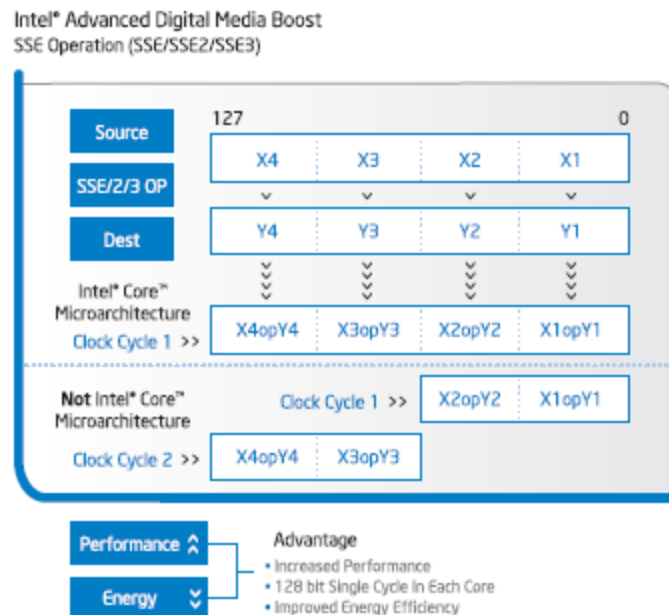 Intel® Advanced Digital Media Boost
SSE Operation (SSE/SSE2/SSE3)
127 0
Source
X4 X3 X2 X1
SSE/2/3 OP
Dest
Y4 Y3 Y2 Y1
Intel® Core™
Microarchitecture
Clock Cycle 1 >>
X4opY4 X3opY3 X2opY2 X1opY1
Not Intel® Core™
Microarchitecture
Clock Cycle 1 >>
X2opY2 X1opY1
Clock Cycle 2 >>
X4opY4 X3opY3
Performance
Energy
Advantage
• Increased Performance
• 128 bit Single Cycle In Each Core
• Improved Energy Efficiency